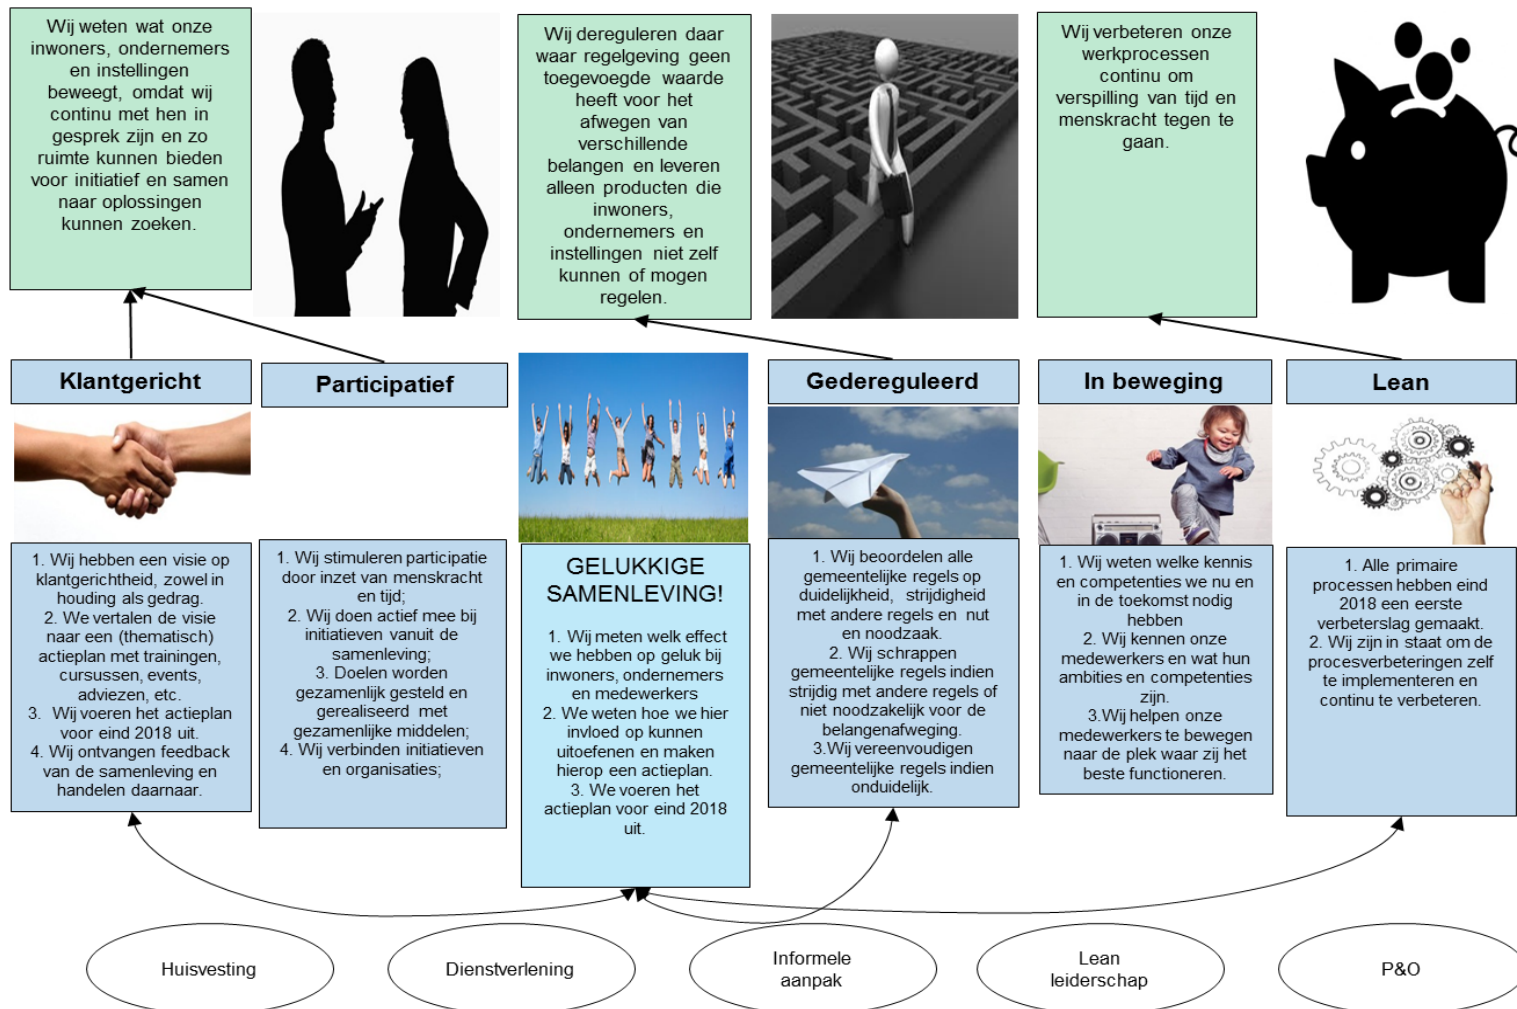 Wij weten wat onze
inwoners, ondernemers
en instellingen
beweegt, omdat wij
continu met hen in
gesprek zijn en zo
ruimte kunnen bieden
voor initiatief en samen
naar oplossingen
kunnen zoeken.
Wij dereguleren daar
waar regelgeving geen
toegevoegde waarde
heeft voor het
afwegen van
verschillende
belangen en leveren
alleen producten die
inwoners,
ondernemers en
instellingen niet zelf
kunnen of mogen
regelen.
Wij verbeteren onze
werkprocessen
continu om
verspilling van tijd en
menskracht tegen te
gaan.
Klantgericht
Participatief
Gedereguleerd
In beweging
Lean
1. Wij hebben een visie op
klantgerichtheid, zowel in
houding als gedrag.
2. We vertalen de visie
naar een (thematisch)
actieplan met trainingen,
cursussen, events,
adviezen, etc.
3. Wij voeren het actieplan
voor eind 2018 uit.
4. Wij ontvangen feedback
van de samenleving en
handelen daarnaar.
1. Wij stimuleren participatie
door inzet van menskracht
en tijd;
2. Wij doen actief mee bij
initiatieven vanuit de
samenleving;
3. Doelen worden
gezamenlijk gesteld en
gerealiseerd met
gezamenlijke middelen;
4. Wij verbinden initiatieven
en organisaties;
GELUKKIGE
SAMENLEVING!
1. Wij meten welk effect
we hebben op geluk bij
inwoners, ondernemers
en medewerkers
2. We weten hoe we hier
invloed op kunnen
uitoefenen en maken
hierop een actieplan.
3. We voeren het
actieplan voor eind 2018
uit.
1. Wij beoordelen alle
gemeentelijke regels op
duidelijkheid, strijdigheid
met andere regels en nut
en noodzaak.
2. Wij schrappen
gemeentelijke regels indien
strijdig met andere regels of
niet noodzakelijk voor de
belangenafweging.
3.Wij vereenvoudigen
gemeentelijke regels indien
onduidelijk.
1. Wij weten welke kennis
en competenties we nu en
in de toekomst nodig
hebben
2. Wij kennen onze
medewerkers en wat hun
ambities en competenties
zijn.
3.Wij helpen onze
medewerkers te bewegen
naar de plek waar zij het
beste functioneren.
1. Alle primaire
processen hebben eind
2018 een eerste
verbeterslag gemaakt.
2. Wij zijn in staat om de
procesverbeteringen zelf
te implementeren en
continu te verbeteren.
Huisvesting
Dienstverlening
Informele
aanpak
Lean
leiderschap
P&O